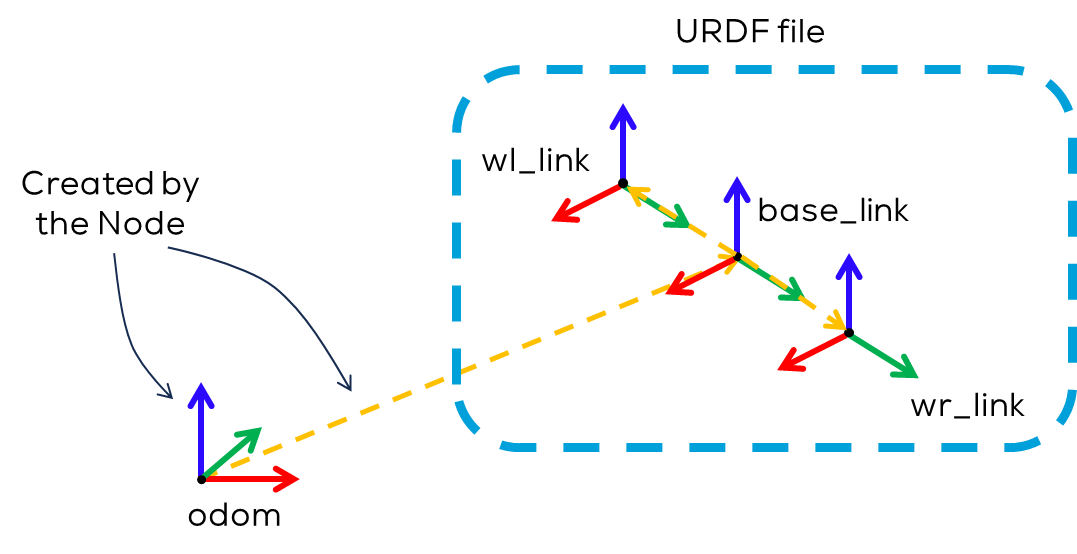 URDF file
wl_link
Created by
the Node
base_link
wr_link
odom